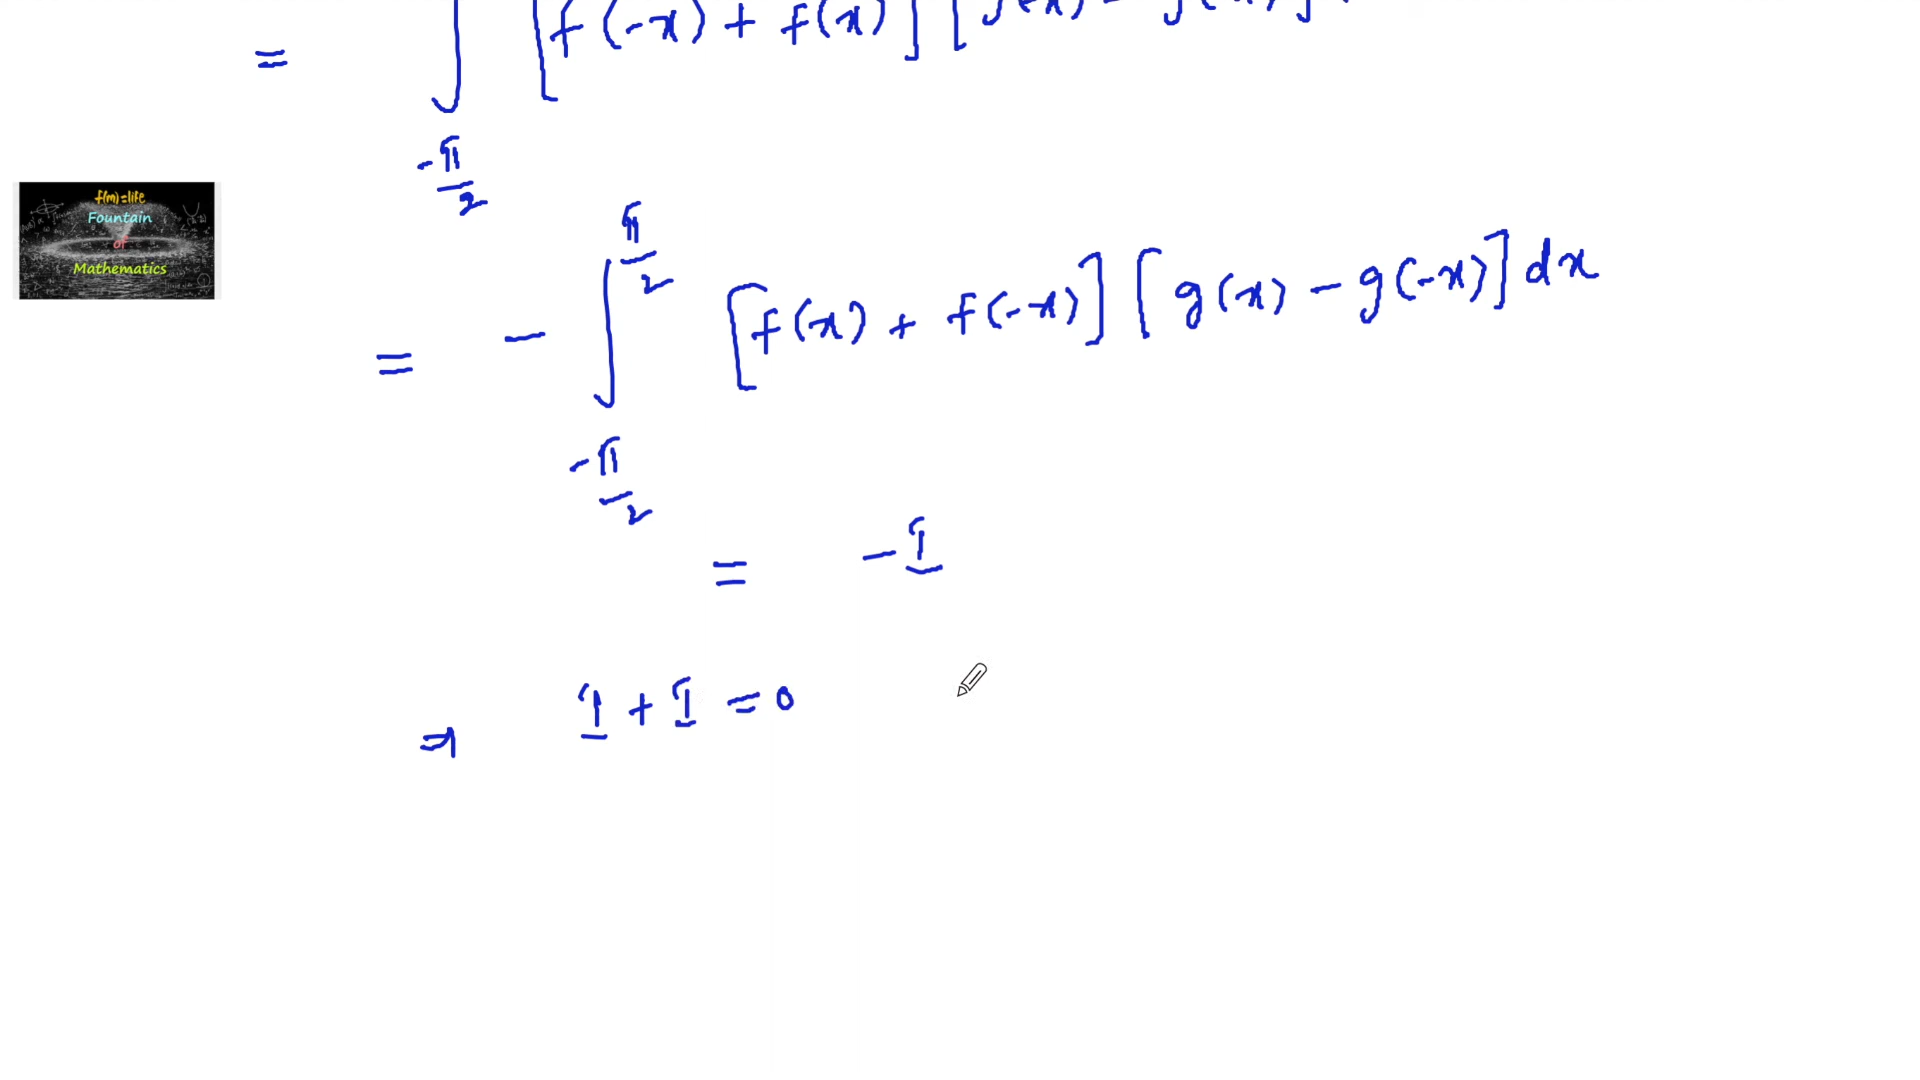 = ∫ [f(-x) + f(x)] [
-π/2
f(m)=life
Fountain
of
Mathematics
= - ∫ [f(x) + f(-x)] [g(x) - g(-x)] dx
π/2
-π/2
= -I
⇒ I + I = 0